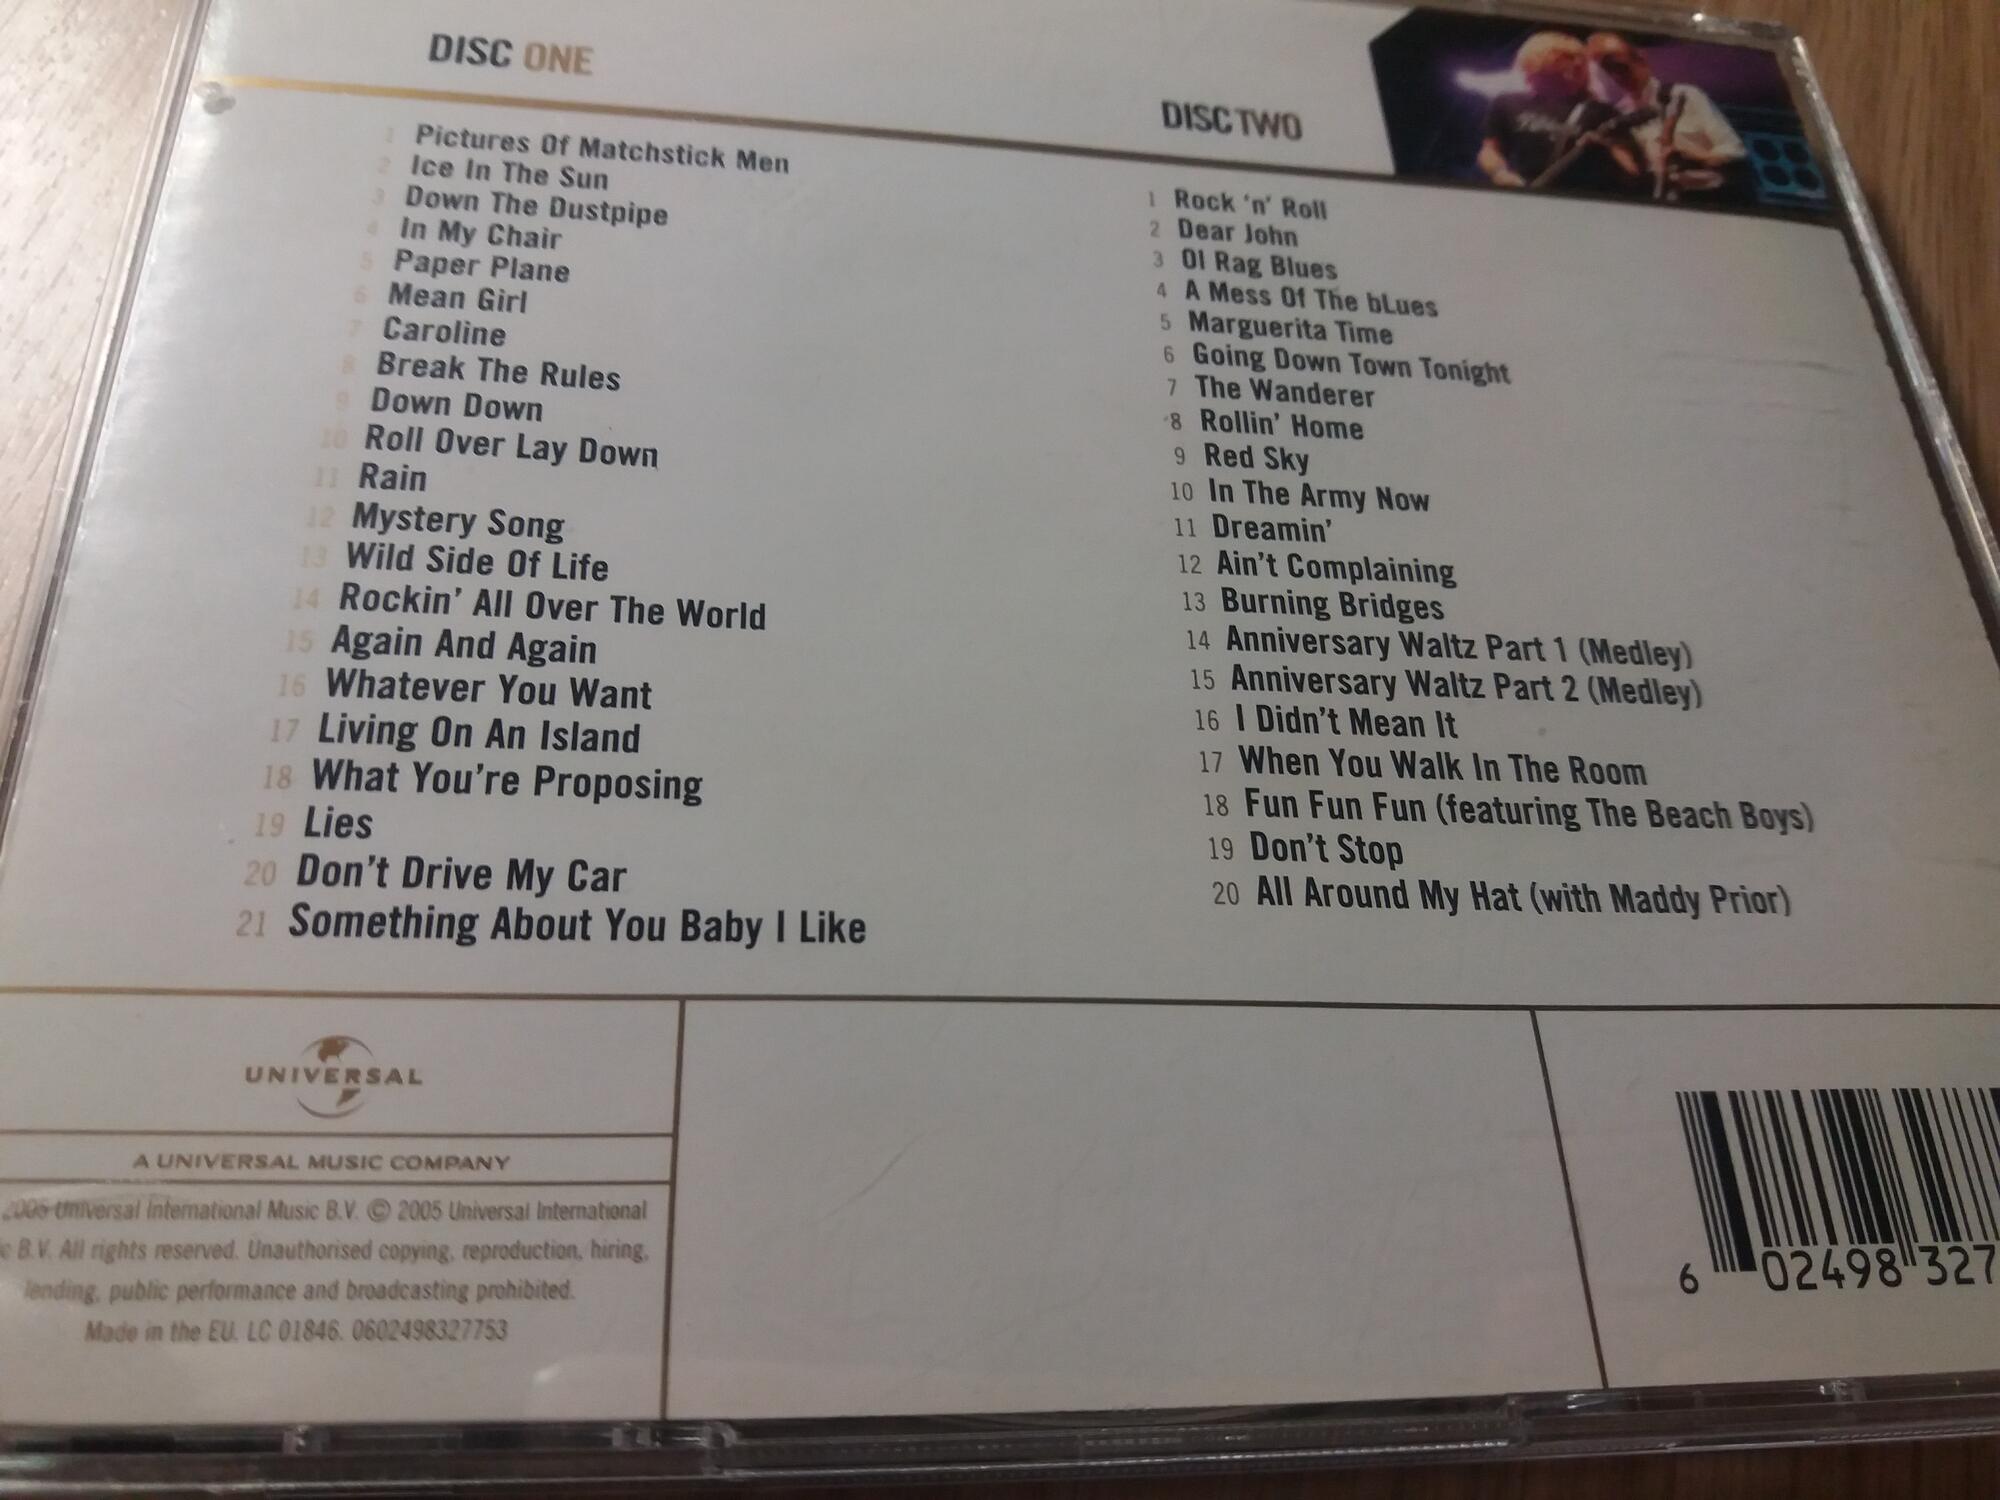 DISC ONE
1 Pictures Of Matchstick Men
2 Ice In The Sun
3 Down The Dustpipe
4 In My Chair
5 Paper Plane
6 Mean Girl
7 Caroline
8 Break The Rules
9 Down Down
10 Roll Over Lay Down
11 Rain
12 Mystery Song
13 Wild Side Of Life
14 Rockin' All Over The World
15 Again And Again
16 Whatever You Want
17 Living On An Island
18 What You're Proposing
19 Lies
20 Don't Drive My Car
21 Something About You Baby I Like
DISC TWO
1 Rock 'n' Roll
2 Dear John
3 Ol Rag Blues
4 A Mess Of The bLues
5 Marguerita Time
6 Going Down Town Tonight
7 The Wanderer
8 Rollin' Home
9 Red Sky
10 In The Army Now
11 Dreamin'
12 Ain't Complaining
13 Burning Bridges
14 Anniversary Waltz Part 1 (Medley)
15 Anniversary Waltz Part 2 (Medley)
16 I Didn't Mean It
17 When You Walk In The Room
18 Fun Fun Fun (featuring The Beach Boys)
19 Don't Stop
20 All Around My Hat (with Maddy Prior)
UNIVERSAL
A UNIVERSAL MUSIC COMPANY
2005 Universal International Music B.V. © 2005 Universal International
c B.V. All rights reserved. Unauthorised copying, reproduction, hiring,
lending, public performance and broadcasting prohibited.
Made in the EU. LC 01846. 0602498327753
6 02498 327